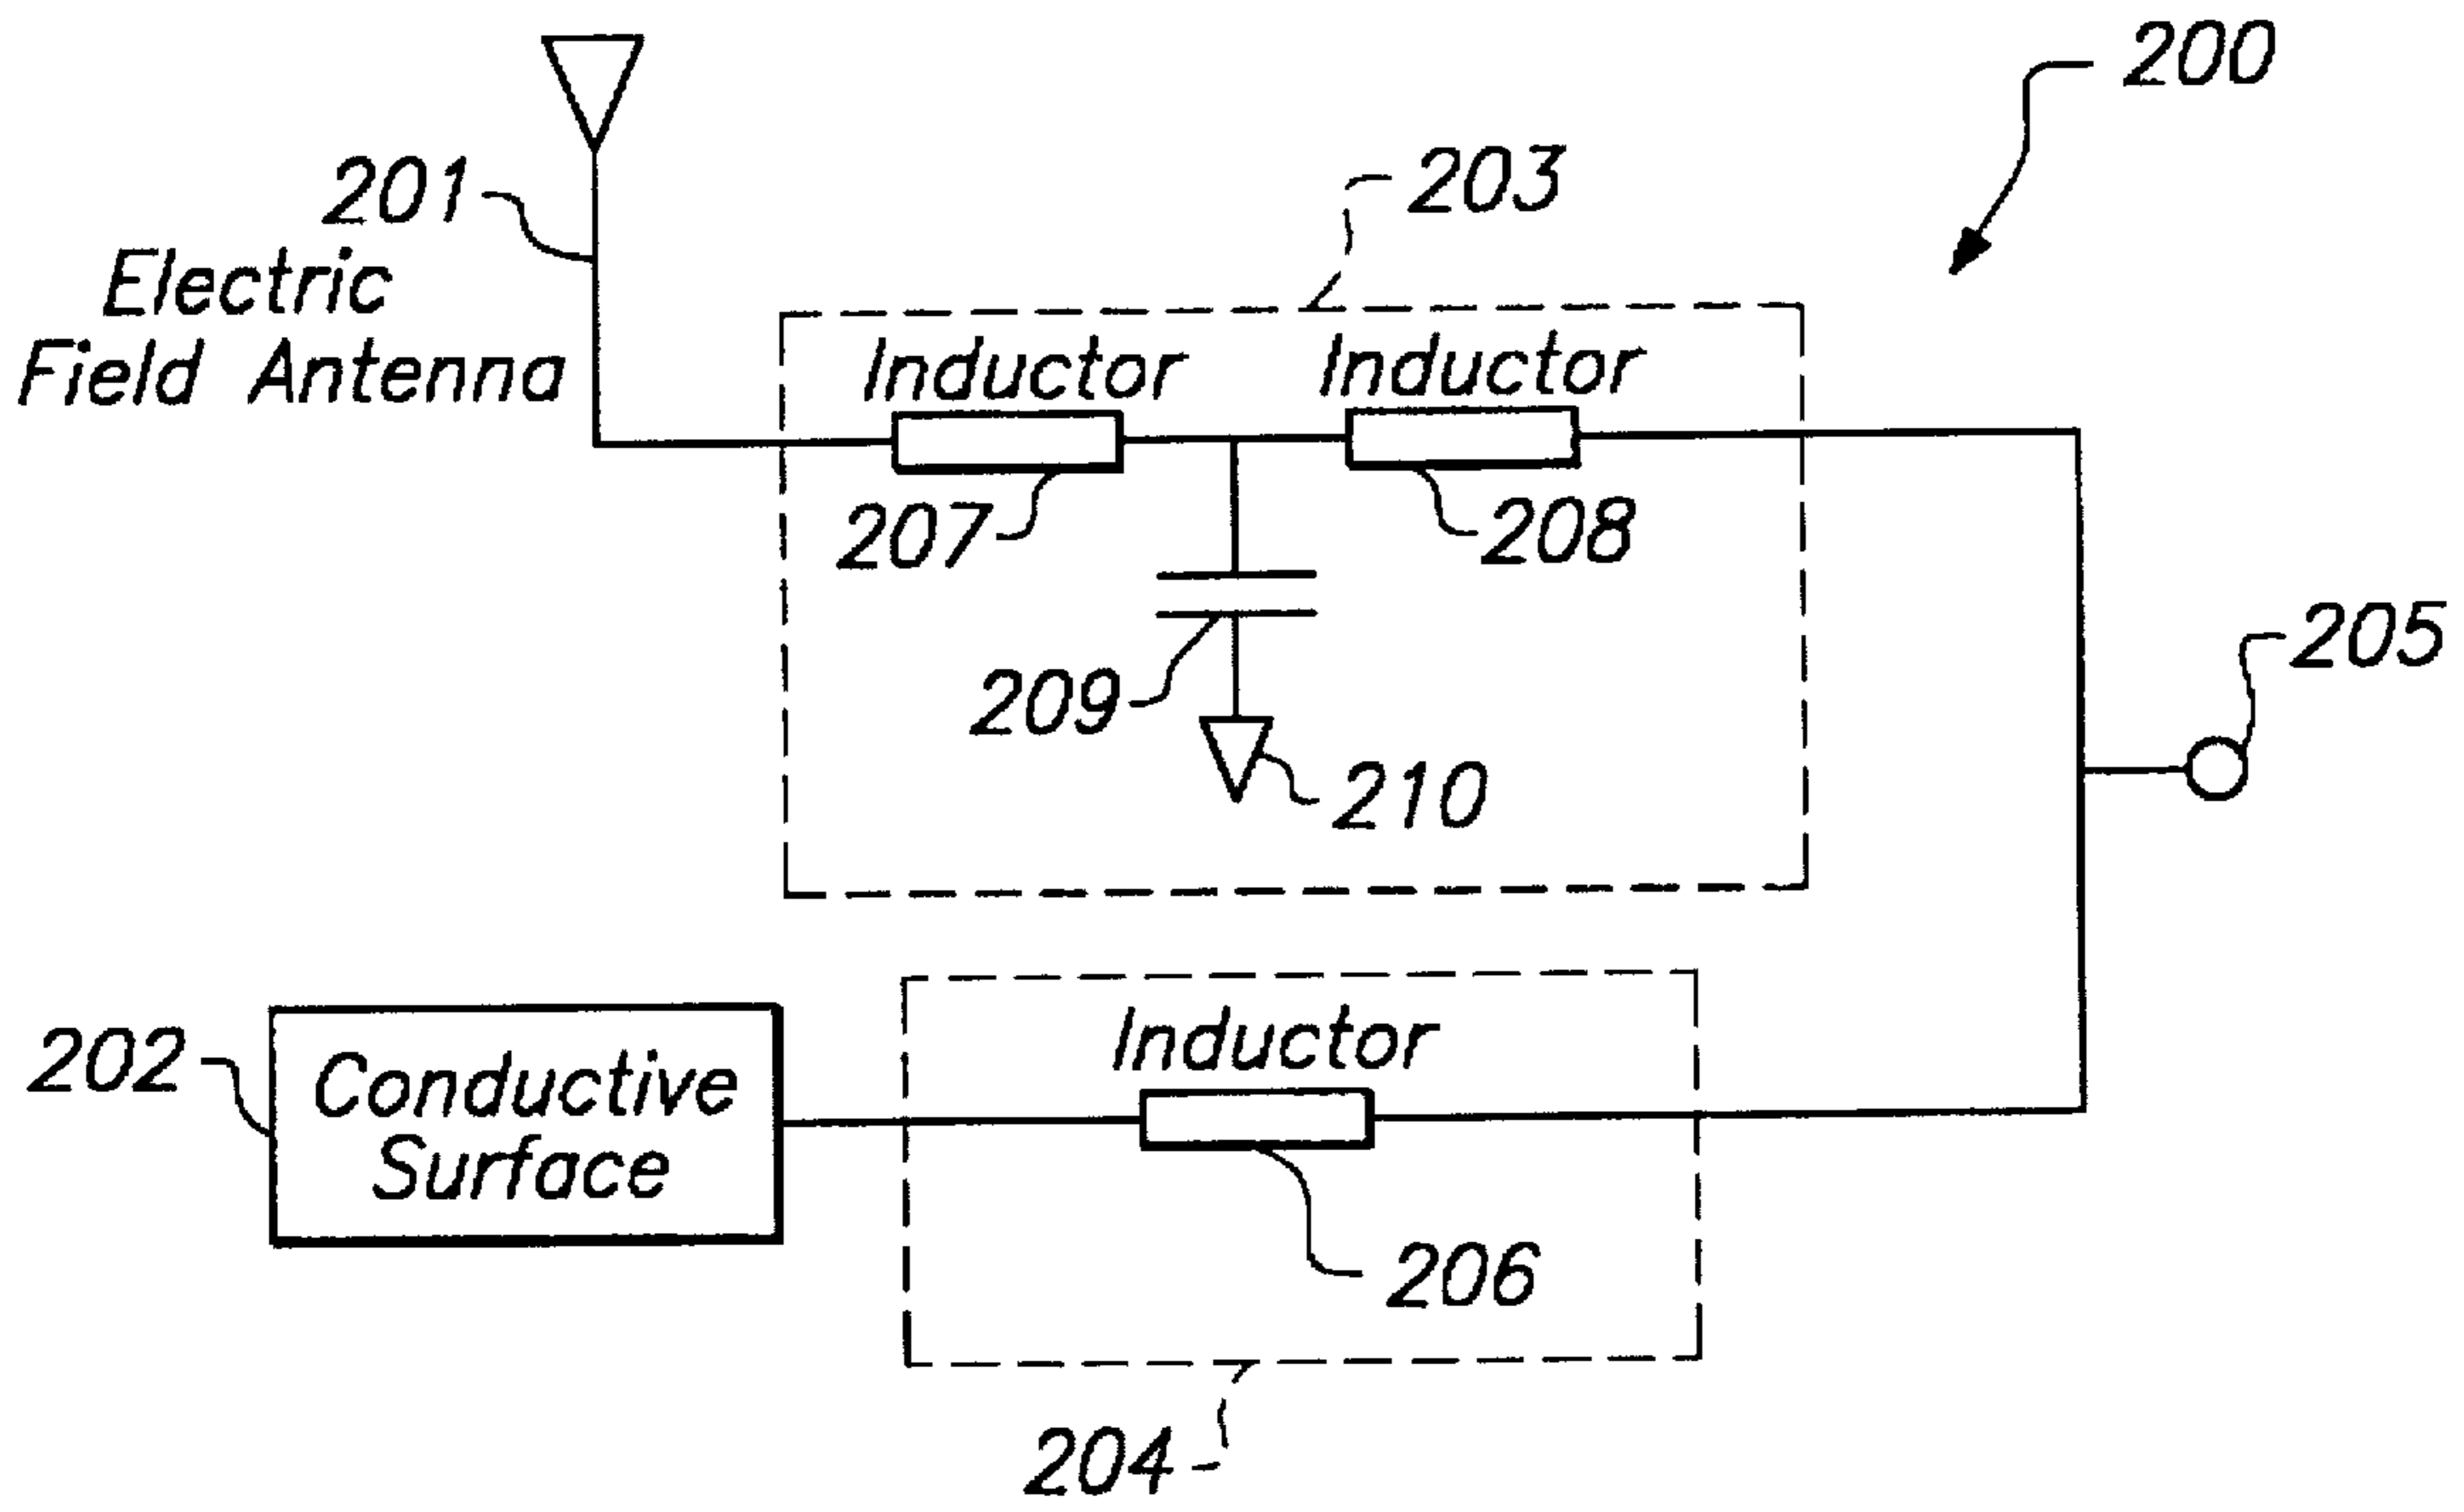 200
203
201
Electric
Field Antenna
Inductor
Inductor
207
208
209
210
205
202
Conductive
Surface
Inductor
206
204